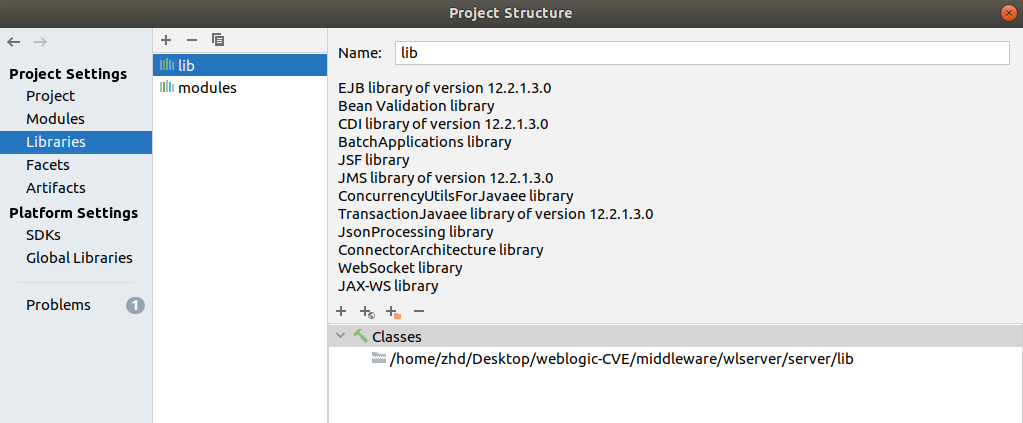 Project Structure
Project Settings
Project
Modules
Libraries
Facets
Artifacts
Platform Settings
SDKs
Global Libraries
Problems 1
lib
modules
Name: lib
EJB library of version 12.2.1.3.0
Bean Validation library
CDI library of version 12.2.1.3.0
BatchApplications library
JSF library
JMS library of version 12.2.1.3.0
ConcurrencyUtilsForJavaee library
TransactionJavaee library of version 12.2.1.3.0
JsonProcessing library
ConnectorArchitecture library
WebSocket library
JAX-WS library
Classes
/home/zhd/Desktop/weblogic-CVE/middleware/wlserver/server/lib